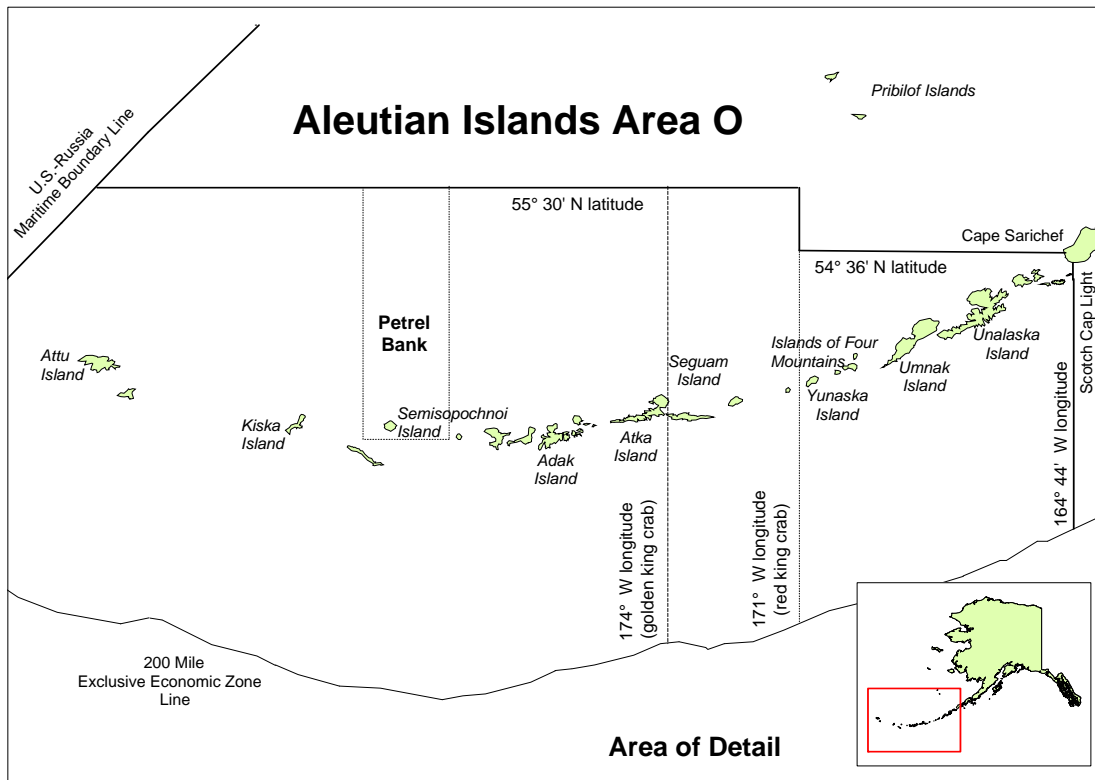 Pribilof Islands
Aleutian Islands Area O
U.S.-Russia
Maritime Boundary Line
55° 30' N latitude
Cape Sarichef
54° 36' N latitude
Scotch Cap Light
164° 44' W longitude
Petrel
Bank
Attu
Island
Kiska
Island
Semisopochnoi
Island
Adak
Island
Atka
Island
Seguam
Island
Islands of Four
Mountains
Yunaska
Island
Umnak
Island
Unalaska
Island
174° W longitude
(golden king crab)
171° W longitude
(red king crab)
200 Mile
Exclusive Economic Zone
Line
Area of Detail